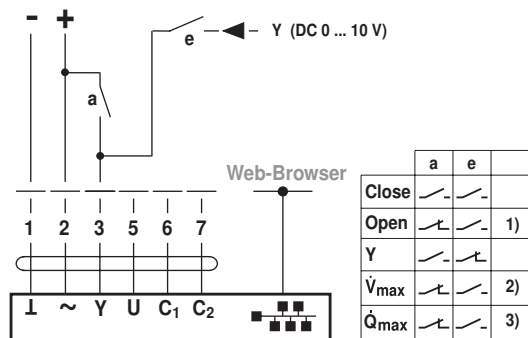 - +
Y (DC 0 ... 10 V)
e
a
Web-Browser
1 2 3 5 6 7
⊥ ~ Y U C₁ C₂
a e
Close
Open 1)
Y
V̇max 2)
Q̇max 3)